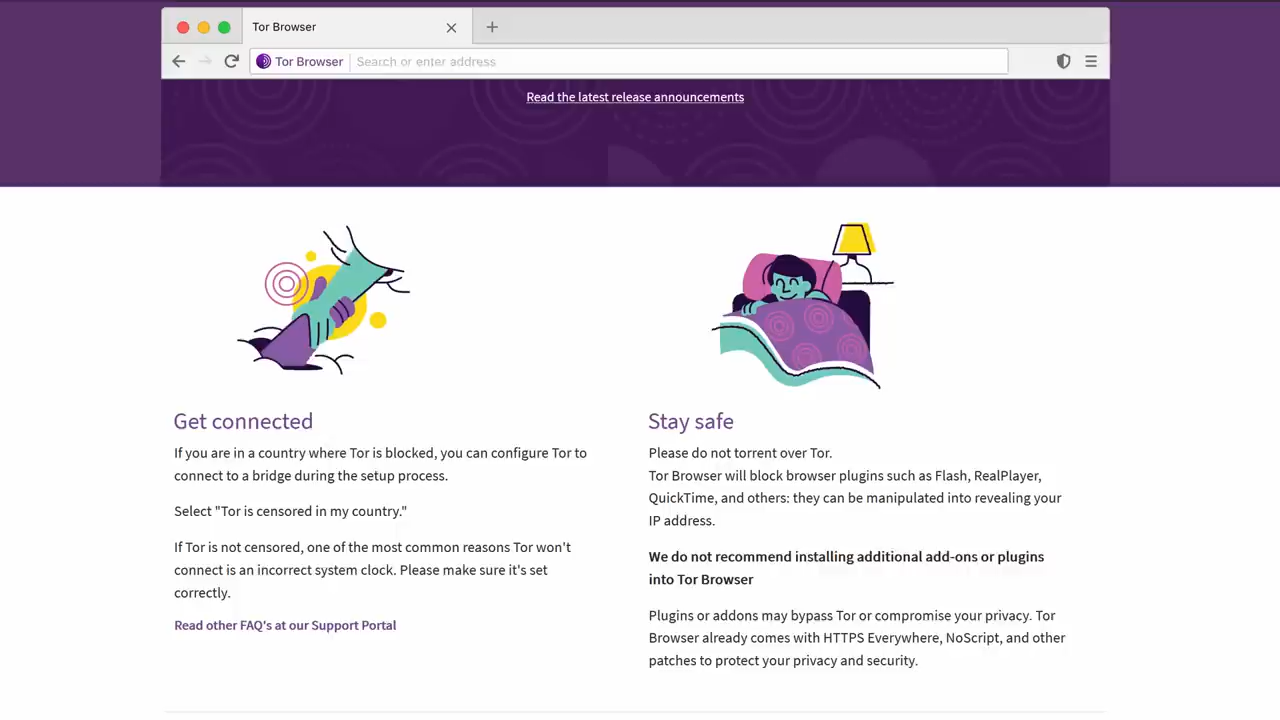 Tor Browser
Tor Browser Search or enter address
Read the latest release announcements
Get connected
If you are in a country where Tor is blocked, you can configure Tor to
connect to a bridge during the setup process.
Select "Tor is censored in my country."
If Tor is not censored, one of the most common reasons Tor won't
connect is an incorrect system clock. Please make sure it's set
correctly.
Read other FAQ's at our Support Portal
Stay safe
Please do not torrent over Tor.
Tor Browser will block browser plugins such as Flash, RealPlayer,
QuickTime, and others: they can be manipulated into revealing your
IP address.
We do not recommend installing additional add-ons or plugins
into Tor Browser
Plugins or addons may bypass Tor or compromise your privacy. Tor
Browser already comes with HTTPS Everywhere, NoScript, and other
patches to protect your privacy and security.